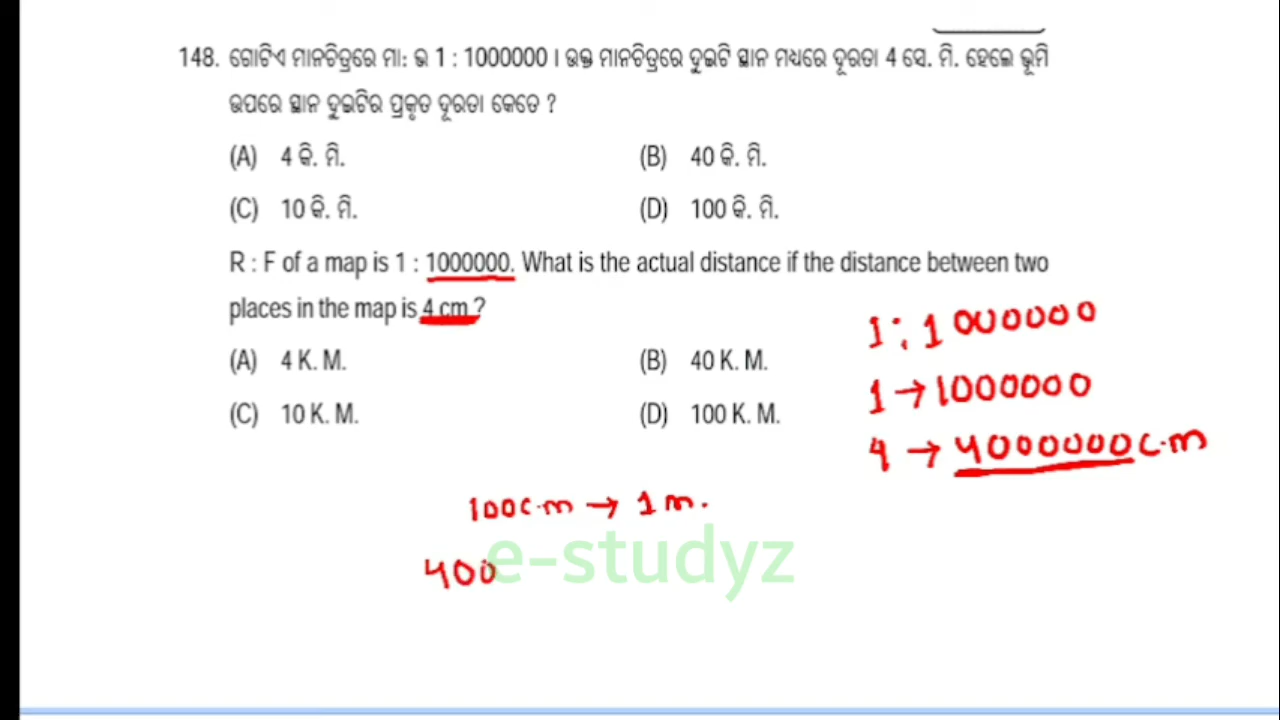 148. ଗୋଟିଏ ମାନଚିତ୍ରରେ ମା: ଭ 1 : 1000000 । ଉକ୍ତ ମାନଚିତ୍ରରେ ଦୁଇଟି ସ୍ଥାନ ମଧ୍ୟରେ ଦୂରତା 4 ସେ. ମି. ହେଲେ ଭୂମି
ଉପରେ ସ୍ଥାନ ଦୁଇଟିର ପ୍ରକୃତ ଦୂରତା କେତେ ?
(A) 4 କି. ମି. (B) 40 କି. ମି.
(C) 10 କି. ମି. (D) 100 କି. ମି.
R : F of a map is 1 : 1000000. What is the actual distance if the distance between two
places in the map is 4 cm ?
1 : 1000000
(A) 4 K. M. (B) 40 K. M.
1 → 1000000
(C) 10 K. M. (D) 100 K. M.
4 → 4000000 c.m
100 c.m → 1 m.
e-studyz
400